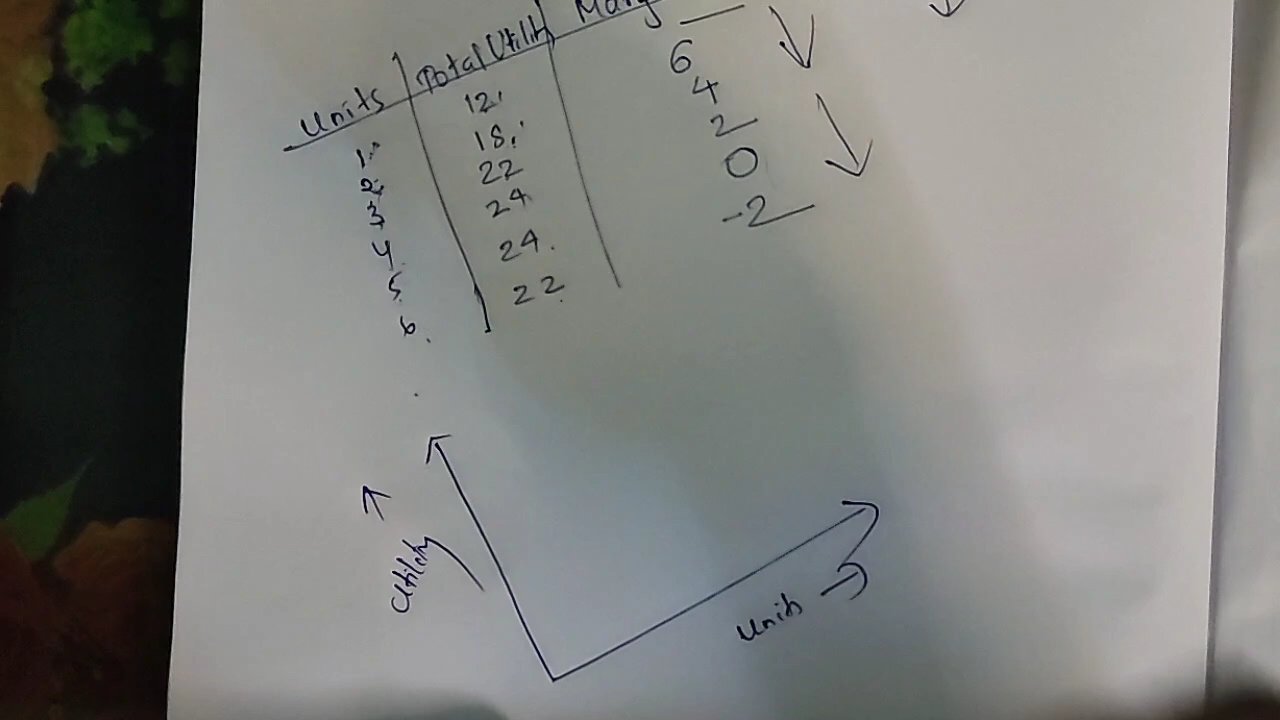 Units Total Utility Marg
1. 12
2. 18 6
3 22 4
4 24 2
5. 24. 0
6. 22 -2
Utility
Units